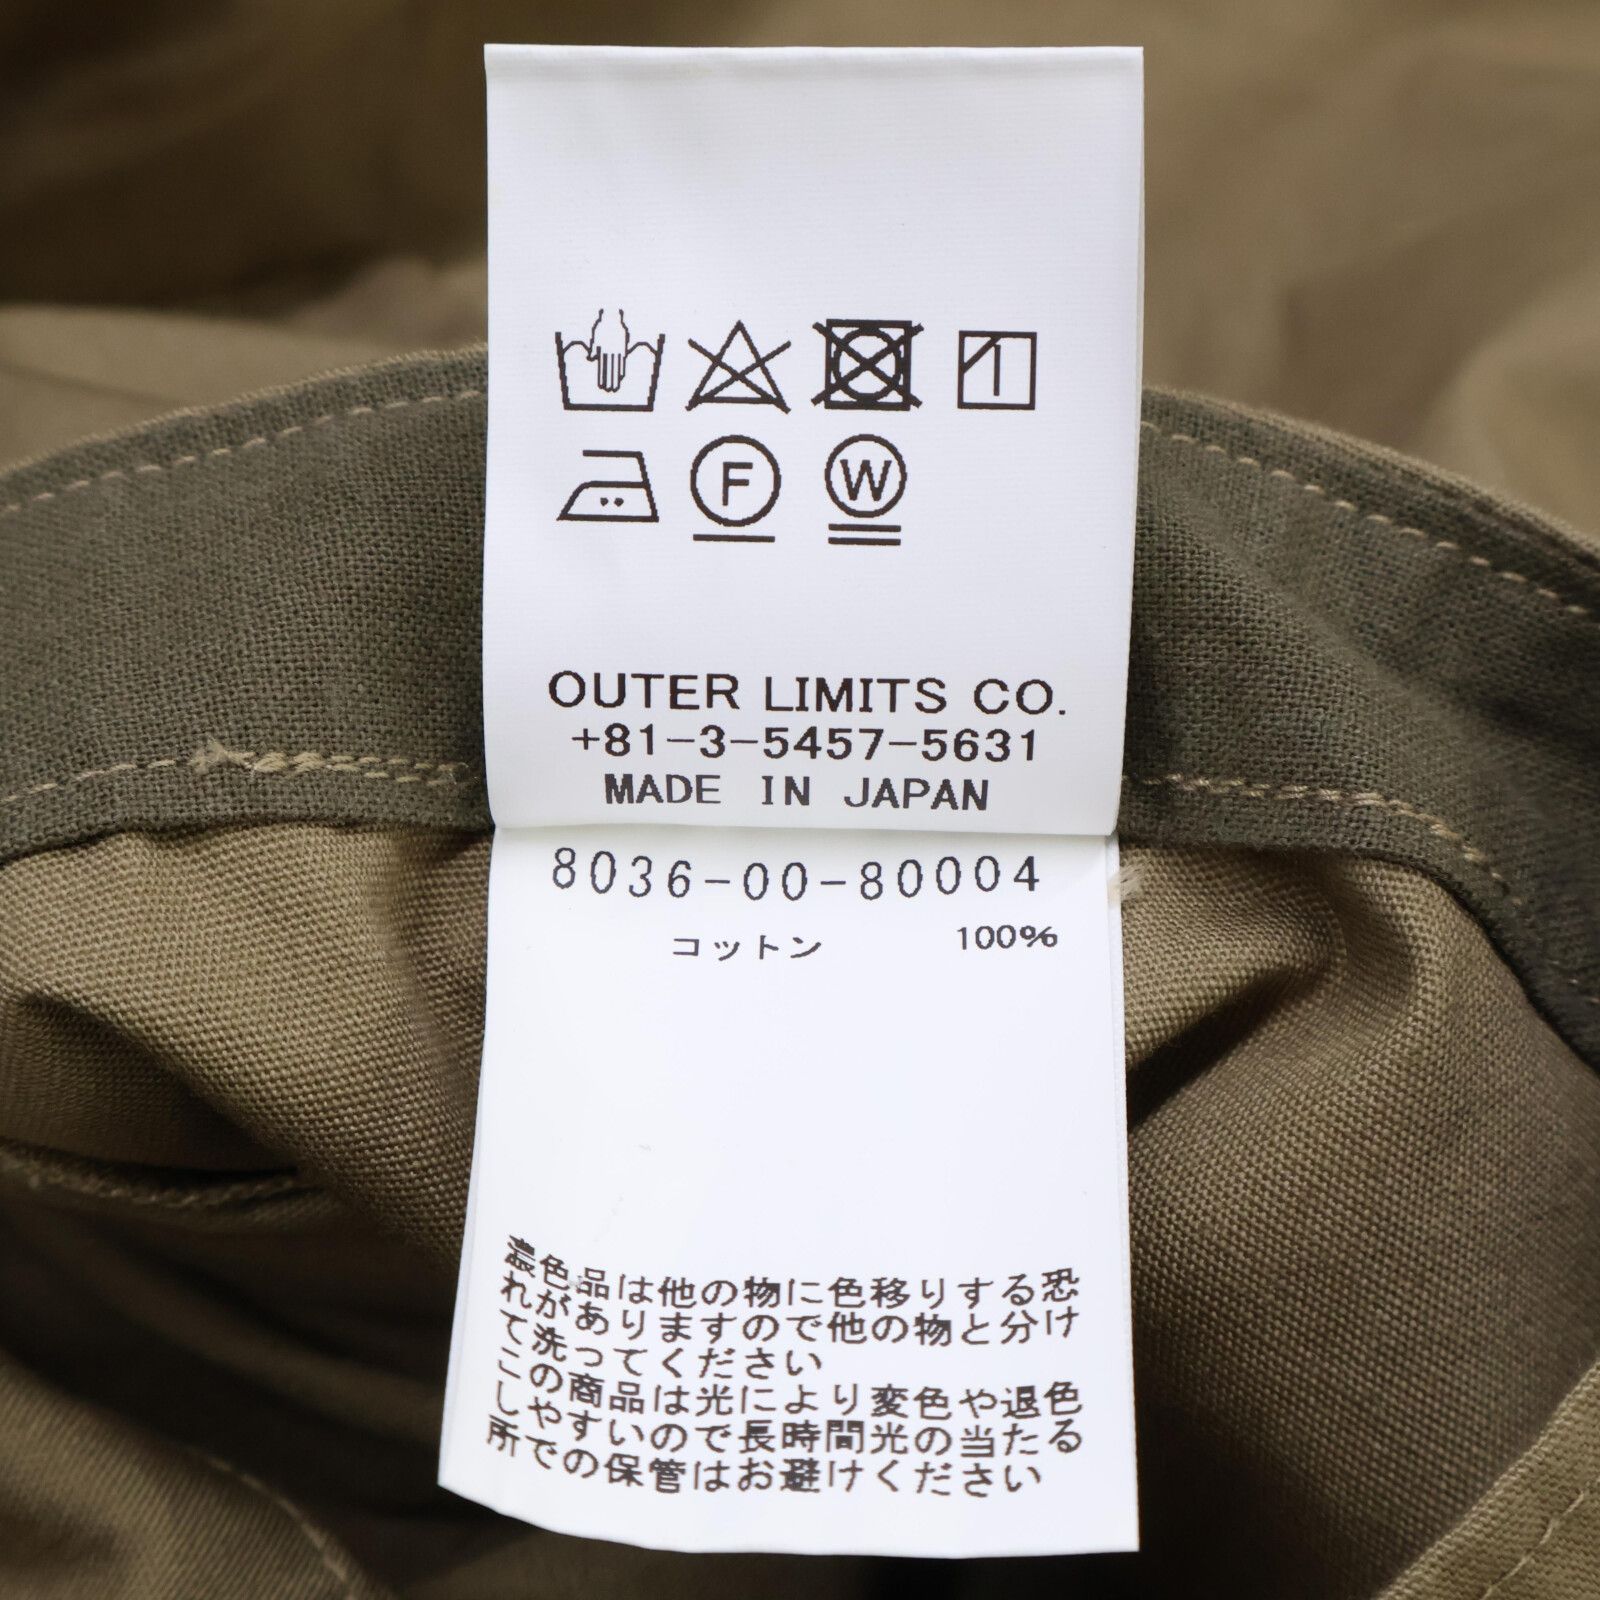 F W
OUTER LIMITS CO.
+81-3-5457-5631
MADE IN JAPAN
8036-00-80004
コットン 100%
濃色品は他の物に色移りする恐
れがありますので他の物と分け
て洗ってください
この商品は光により変色や退色
しやすいので長時間光の当たる
所での保管はお避けください